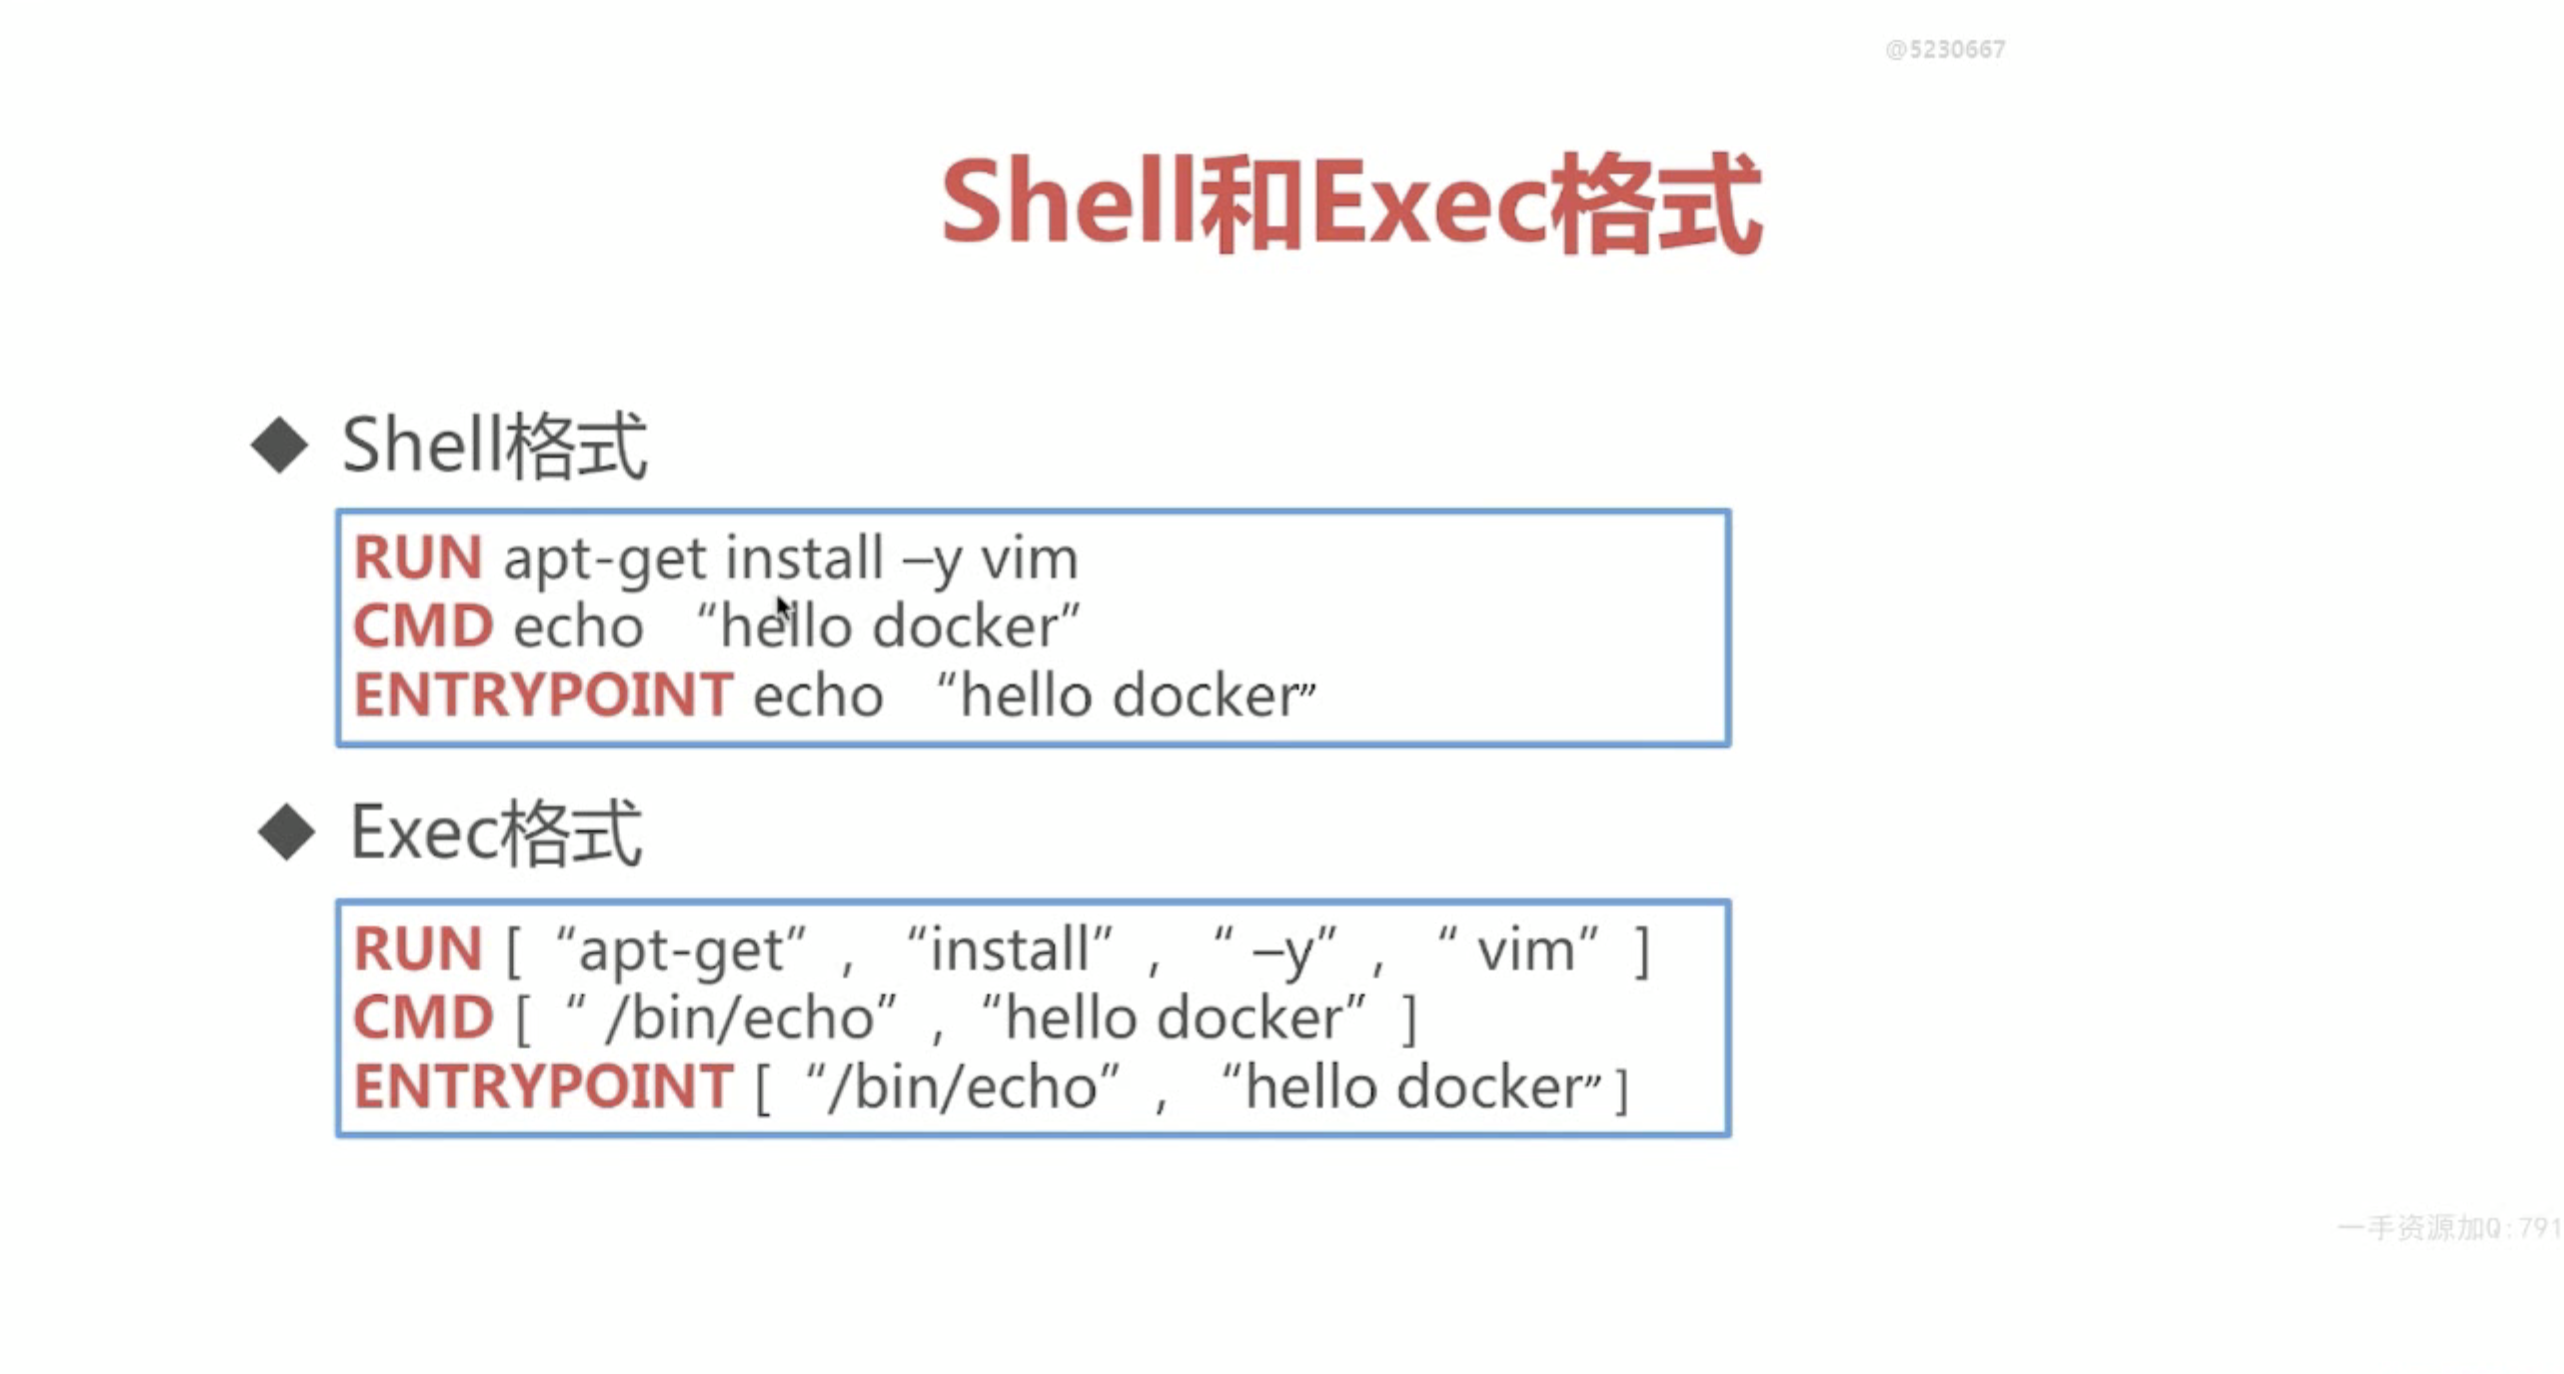 @5230667
Shell和Exec格式
◆ Shell格式
RUN apt-get install –y vim
CMD echo “hello docker”
ENTRYPOINT echo “hello docker”
◆ Exec格式
RUN [ “apt-get” , “install” , “ –y” , “ vim” ]
CMD [ “ /bin/echo” , “hello docker” ]
ENTRYPOINT [ “/bin/echo” , “hello docker” ]
一手资源加Q:791